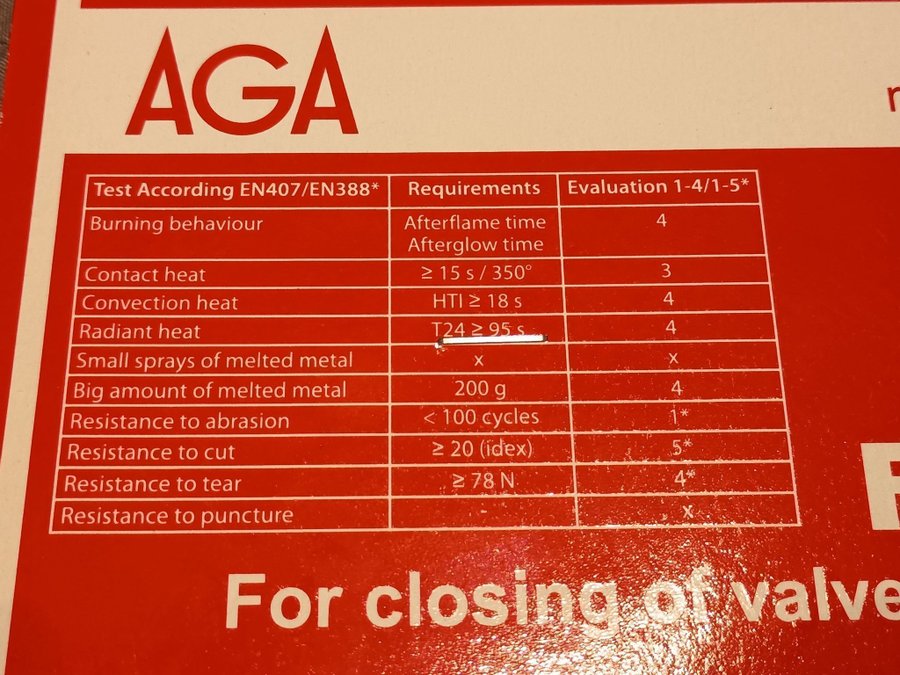 AGA
Test According EN407/EN388* Requirements Evaluation 1-4/1-5*
Burning behaviour Afterflame time 4
Afterglow time
Contact heat ≥ 15 s / 350° 3
Convection heat HTI ≥ 18 s 4
Radiant heat T24 ≥ 95 s 4
Small sprays of melted metal x x
Big amount of melted metal 200 g 4
Resistance to abrasion < 100 cycles 1*
Resistance to cut ≥ 20 (idex) 5*
Resistance to tear ≥ 78 N 4*
Resistance to puncture - x
For closing of valve